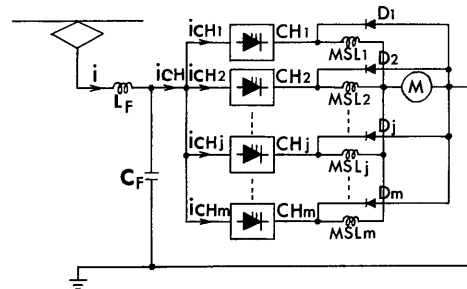 iCH1 CH1 D1
MSL1
i iCH iCH2 CH2 D2
LF MSL2 M
iCHj CHj Dj
MSLj
CF
iCHm CHm Dm
MSLm